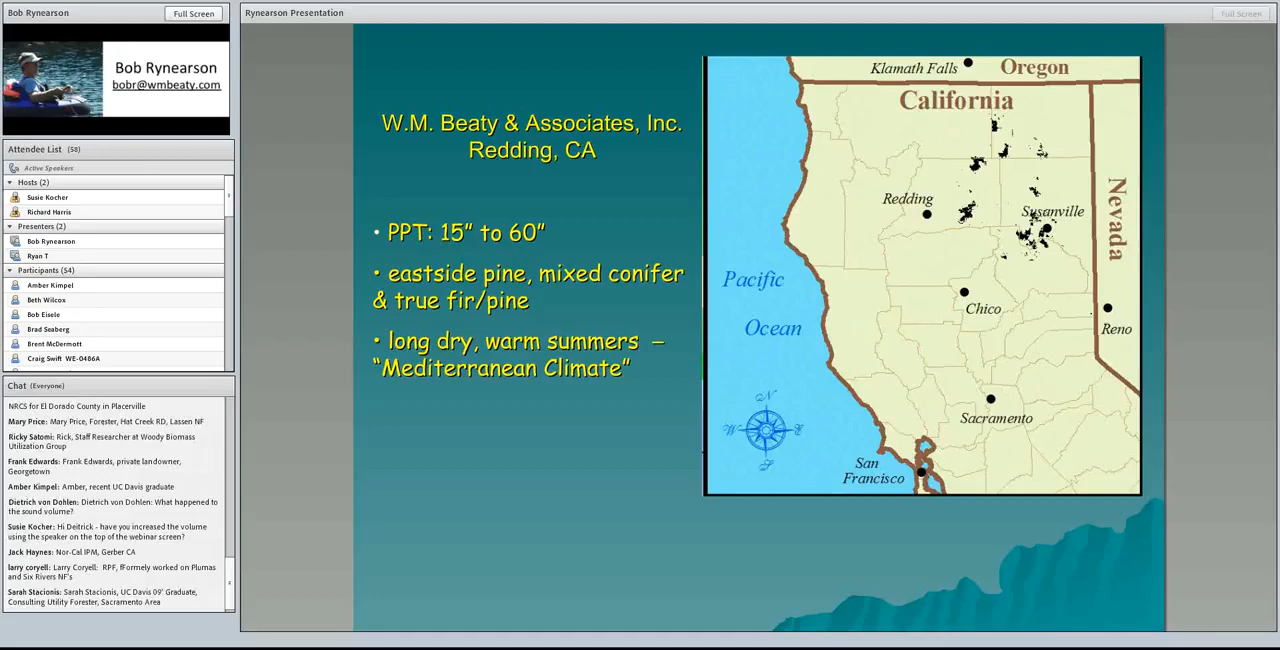 Bob Rynearson
Full Screen
Bob Rynearson
bobr@wmbeaty.com
Attendee List (58)
Active Speakers
Hosts (2)
Susie Kocher
Richard Harris
Presenters (2)
Bob Rynearson
Ryan T
Participants (54)
Amber Kimpel
Beth Wilcox
Bob Eisele
Brad Seaberg
Brent McDermott
Craig Swift WE-0486A
Chat (Everyone)
NRCS for El Dorado County in Placerville
Mary Price: Mary Price, Forester, Hat Creek RD, Lassen NF
Ricky Satomi: Rick, Staff Researcher at Woody Biomass
Utilization Group
Frank Edwards: Frank Edwards, private landowner,
Georgetown
Amber Kimpel: Amber, recent UC Davis graduate
Dietrich von Dohlen: Dietrich von Dohlen: What happened to
the sound volume?
Susie Kocher: Hi Deitrick - have you increased the volume
using the speaker on the top of the webinar screen?
Jack Haynes: Nor-Cal IPM, Gerber CA
larry coryell: Larry Coryell: RPF, fFormely worked on Plumas
and Six Rivers NF's
Sarah Stacionis: Sarah Stacionis, UC Davis 09' Graduate,
Consulting Utility Forester, Sacramento Area
Rynearson Presentation
Full Screen
W.M. Beaty & Associates, Inc.
Redding, CA
• PPT: 15” to 60”
• eastside pine, mixed conifer
& true fir/pine
• long dry, warm summers –
“Mediterranean Climate”
Klamath Falls
Oregon
California
Nevada
Redding
Susanville
Pacific
Ocean
Chico
Reno
Sacramento
San
Francisco
N
W
E
S